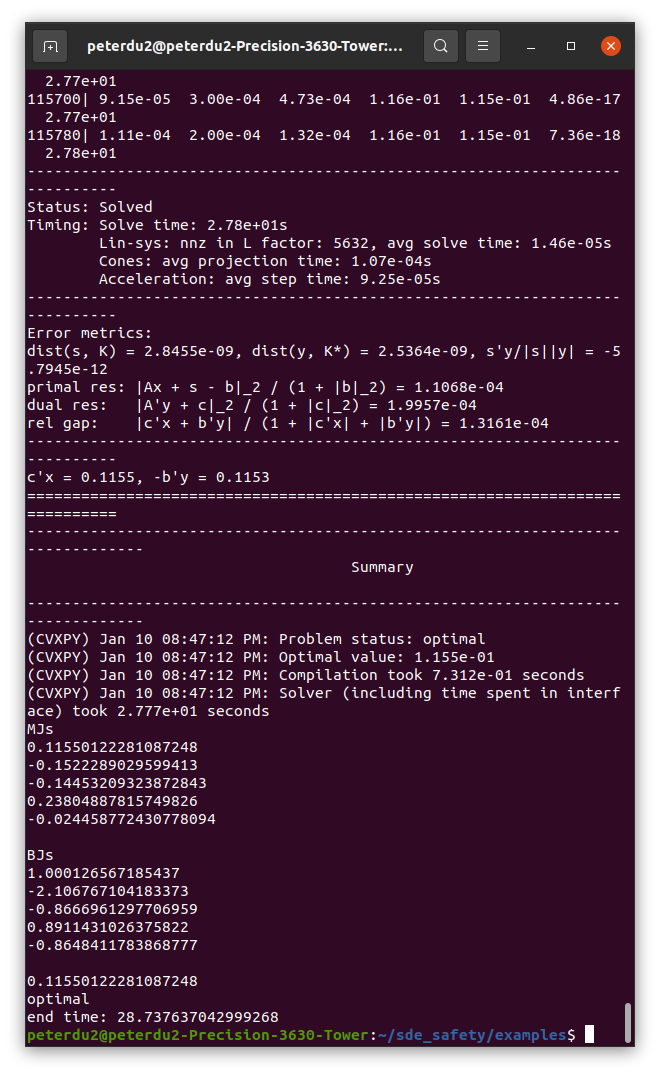 peterdu2@peterdu2-Precision-3630-Tower:...
  2.77e+01
115700| 9.15e-05  3.00e-04  4.73e-04  1.16e-01  1.15e-01  4.86e-17
  2.77e+01
115780| 1.11e-04  2.00e-04  1.32e-04  1.16e-01  1.15e-01  7.36e-18
  2.78e+01
------------------------------------------------------------------
----------
Status: Solved
Timing: Solve time: 2.78e+01s
        Lin-sys: nnz in L factor: 5632, avg solve time: 1.46e-05s
        Cones: avg projection time: 1.07e-04s
        Acceleration: avg step time: 9.25e-05s
------------------------------------------------------------------
----------
Error metrics:
dist(s, K) = 2.8455e-09, dist(y, K*) = 2.5364e-09, s'y/|s||y| = -5
.7945e-12
primal res: |Ax + s - b|_2 / (1 + |b|_2) = 1.1068e-04
dual res:   |A'y + c|_2 / (1 + |c|_2) = 1.9957e-04
rel gap:    |c'x + b'y| / (1 + |c'x| + |b'y|) = 1.3161e-04
------------------------------------------------------------------
----------
c'x = 0.1155, -b'y = 0.1153
==================================================================
==========
------------------------------------------------------------------
-------------
                                    Summary
------------------------------------------------------------------
-------------
(CVXPY) Jan 10 08:47:12 PM: Problem status: optimal
(CVXPY) Jan 10 08:47:12 PM: Optimal value: 1.155e-01
(CVXPY) Jan 10 08:47:12 PM: Compilation took 7.312e-01 seconds
(CVXPY) Jan 10 08:47:12 PM: Solver (including time spent in interf
ace) took 2.777e+01 seconds
MJs
0.11550122281087248
-0.1522289029599413
-0.14453209323872843
0.23804887815749826
-0.024458772430778094

BJs
1.000126567185437
-2.106767104183373
-0.8666961297706959
0.8911431026375822
-0.8648411783868777

0.11550122281087248
optimal
end time: 28.737637042999268
peterdu2@peterdu2-Precision-3630-Tower:~/sde_safety/examples$